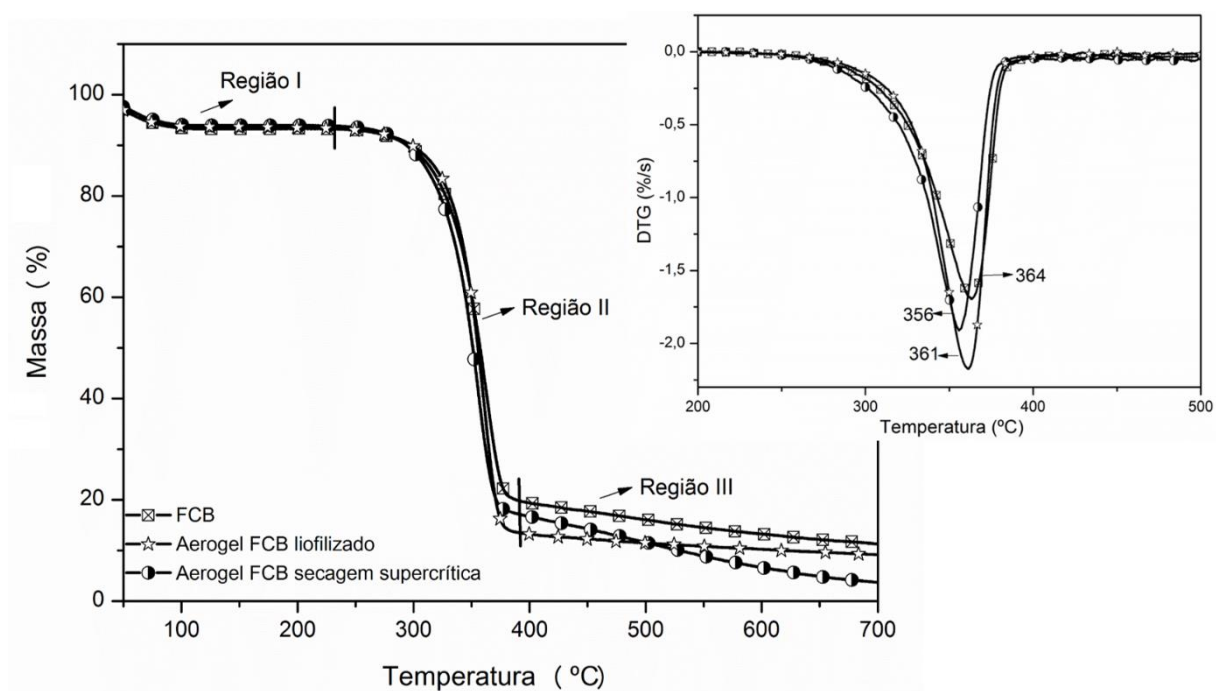 100
80
60
40
20
0
Massa ( %)
Região I
Região II
Região III
FCB
Aerogel FCB liofilizado
Aerogel FCB secagem supercrítica
100 200 300 400 500 600 700
Temperatura ( ºC)
0,0
-0,5
-1,0
-1,5
-2,0
DTG (%/s)
364
356
361
200 300 400 500
Temperatura (ºC)